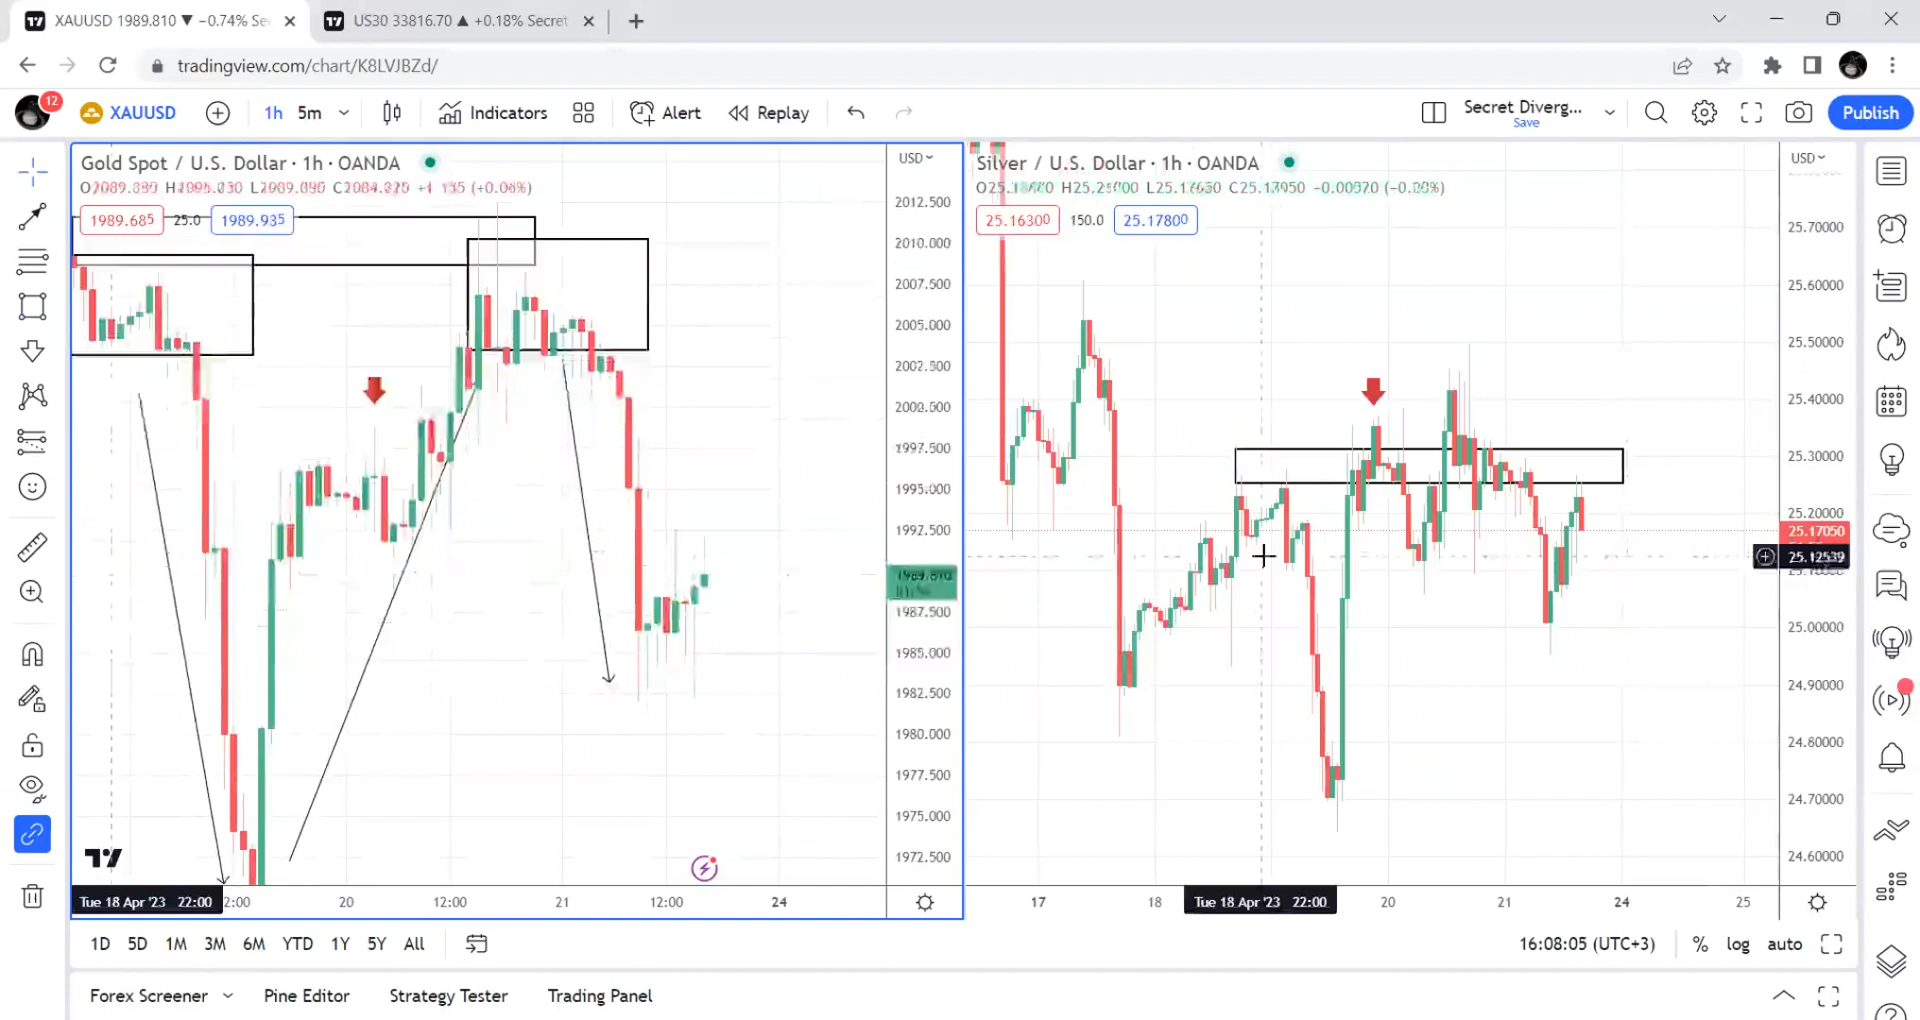 XAUUSD 1989.810 ▼ −0.74% Se
US30 33816.70 ▲ +0.18% Secret
tradingview.com/chart/K8LVJBZd/
12
XAUUSD
1h
5m
Indicators
Alert
Replay
Secret Diverg...
Save
Publish
Gold Spot / U.S. Dollar · 1h · OANDA
USD
(+0.06%)
1989.685
25.0
1989.935
2012.500
2010.000
2007.500
2005.000
2002.500
1997.500
1995.000
1992.500
1989.810
1987.500
1985.000
1982.500
1980.000
1977.500
1975.000
1972.500
Tue 18 Apr '23 22:00
2:00
20
12:00
21
12:00
24
Silver / U.S. Dollar · 1h · OANDA
USD
25.16300
150.0
25.17800
25.70000
25.60000
25.50000
25.40000
25.30000
25.20000
25.17050
25.12539
25.00000
24.90000
24.80000
24.70000
24.60000
17
18
Tue 18 Apr '23 22:00
20
21
24
25
1D 5D 1M 3M 6M YTD 1Y 5Y All
16:08:05 (UTC+3)
% log auto
Forex Screener
Pine Editor
Strategy Tester
Trading Panel